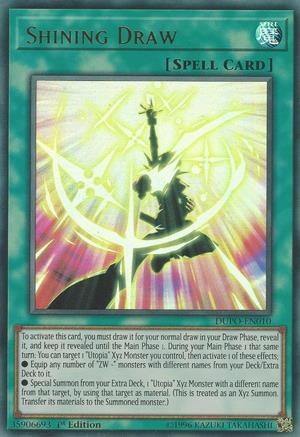 SHINING DRAW
[SPELL CARD]
DUPO-EN010
To activate this card, you must draw it for your normal draw in your Draw Phase, reveal
it, and keep it revealed until the Main Phase 1. During your Main Phase 1 that same
turn: You can target 1 "Utopia" Xyz Monster you control, then activate 1 of these effects;
● Equip any number of "ZW -" monsters with different names from your Deck/Extra
Deck to it.
● Special Summon from your Extra Deck, 1 "Utopia" Xyz Monster with a different name
from that target, by using that target as material. (This is treated as an Xyz Summon.
Transfer its materials to the Summoned monster.)
15906693
1st Edition
©1996 KAZUKI TAKAHASHI